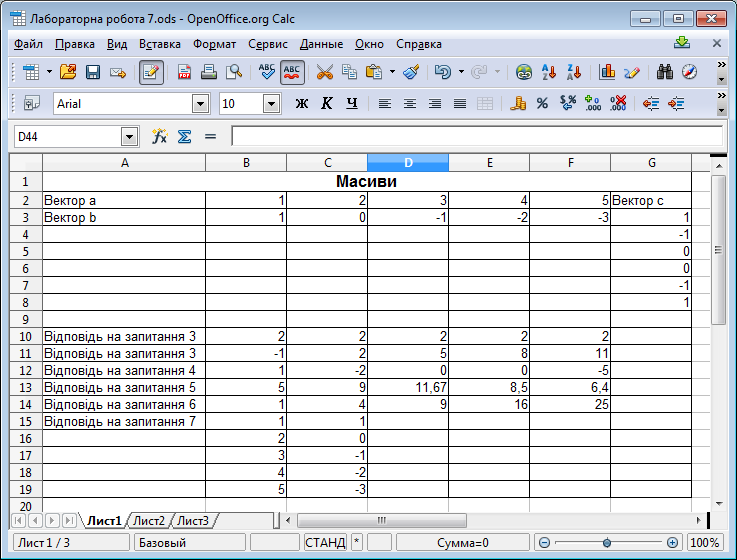 Лабораторна робота 7.ods - OpenOffice.org Calc
Файл Правка Вид Вставка Формат Сервис Данные Окно Справка
Arial 10 Ж К Ч
D44
A B C D E F G
1 Масиви
2 Вектор a 1 2 3 4 5 Вектор c
3 Вектор b 1 0 -1 -2 -3 1
4 -1
5 0
6 0
7 -1
8 1
9
10 Відповідь на запитання 3 2 2 2 2 2
11 Відповідь на запитання 3 -1 2 5 8 11
12 Відповідь на запитання 4 1 -2 0 0 -5
13 Відповідь на запитання 5 5 9 11,67 8,5 6,4
14 Відповідь на запитання 6 1 4 9 16 25
15 Відповідь на запитання 7 1 1
16 2 0
17 3 -1
18 4 -2
19 5 -3
20
Лист1 Лист2 Лист3
Лист 1 / 3 Базовый СТАНД * Сумма=0 100%